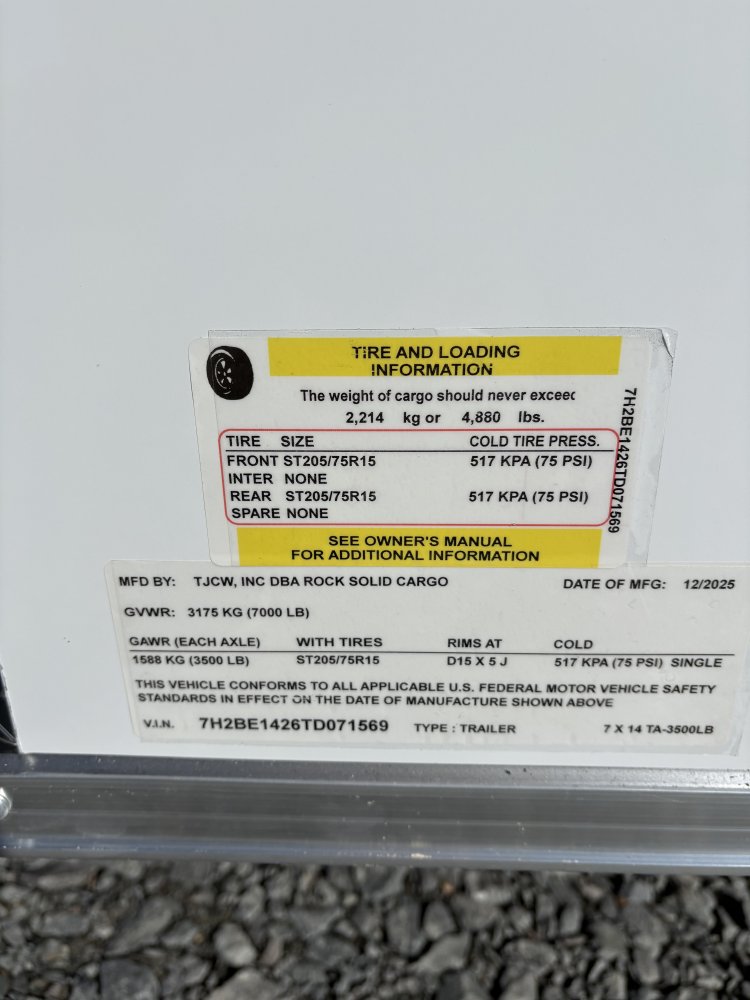 TIRE AND LOADING
INFORMATION
The weight of cargo should never exceed
2,214 kg or 4,880 lbs.
TIRE SIZE COLD TIRE PRESS.
FRONT ST205/75R15 517 KPA (75 PSI)
INTER NONE
REAR ST205/75R15 517 KPA (75 PSI)
SPARE NONE
7H2BE1426TD071569
SEE OWNER'S MANUAL
FOR ADDITIONAL INFORMATION
MFD BY: TJCW, INC DBA ROCK SOLID CARGO DATE OF MFG: 12/2025
GVWR: 3175 KG (7000 LB)
GAWR (EACH AXLE) WITH TIRES RIMS AT COLD
1588 KG (3500 LB) ST205/75R15 D15 X 5 J 517 KPA (75 PSI) SINGLE
THIS VEHICLE CONFORMS TO ALL APPLICABLE U.S. FEDERAL MOTOR VEHICLE SAFETY
STANDARDS IN EFFECT ON THE DATE OF MANUFACTURE SHOWN ABOVE
V.I.N. 7H2BE1426TD071569 TYPE : TRAILER 7 X 14 TA-3500LB